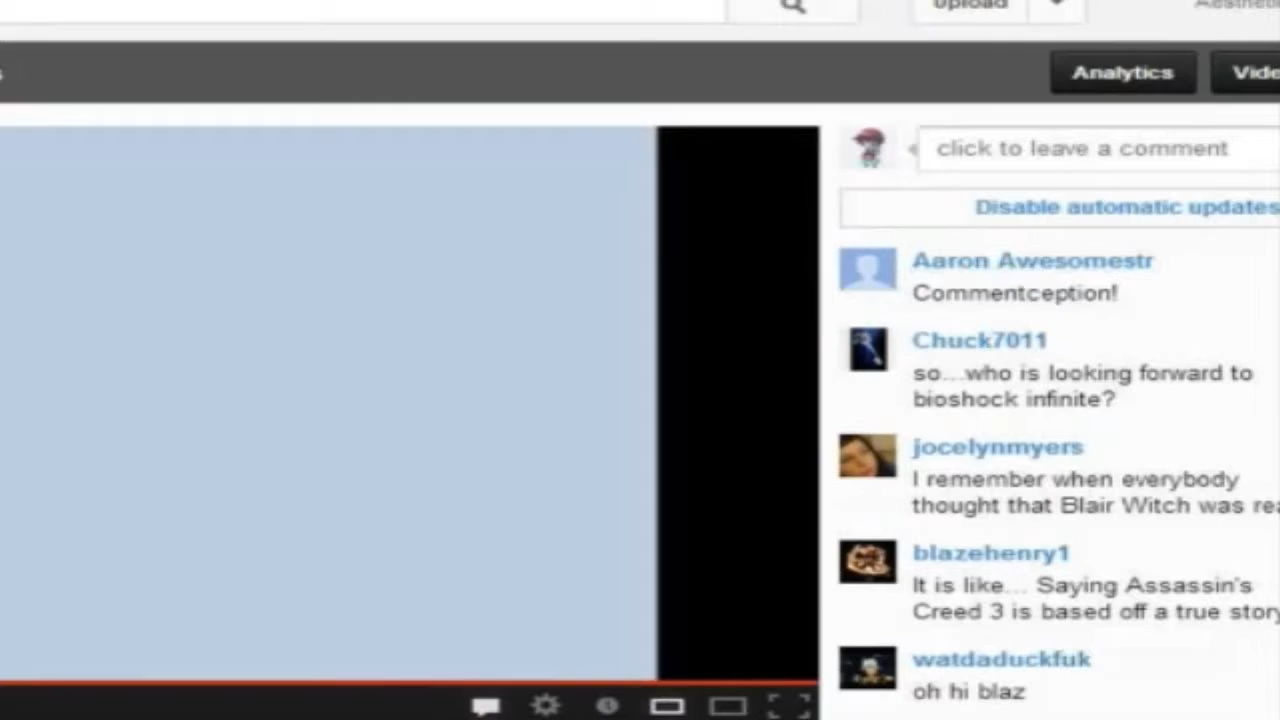 Upload
Analytics
click to leave a comment
Disable automatic updates
Aaron Awesomestr
Commentception!
Chuck7011
so...who is looking forward to
bioshock infinite?
jocelynmyers
I remember when everybody
thought that Blair Witch was
blazehenry1
It is like... Saying Assassin's
Creed 3 is based off a true story
watdaduckfuk
oh hi blaz